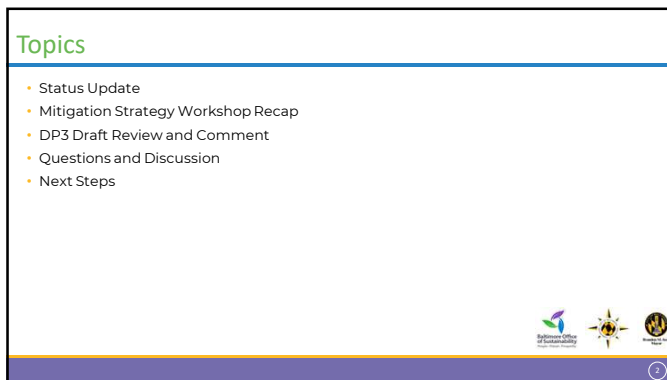 Topics
• Status Update
• Mitigation Strategy Workshop Recap
• DP3 Draft Review and Comment
• Questions and Discussion
• Next Steps
Baltimore Office
of Sustainability
Mayor
2